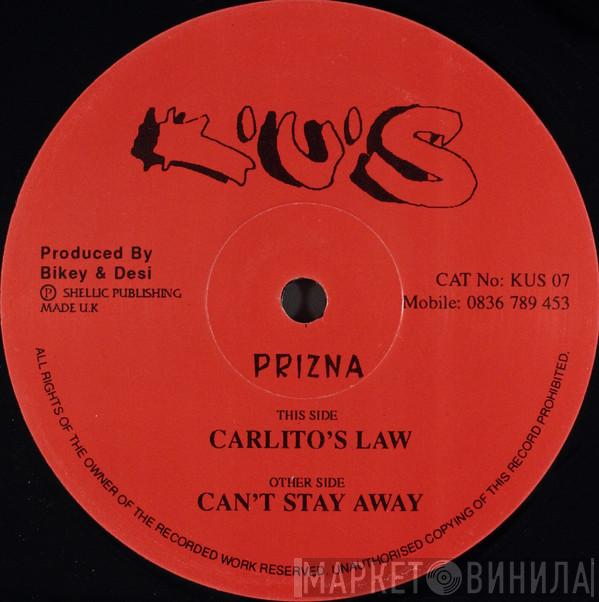 K.U.S
Produced By
Bikey & Desi
Ⓟ SHELLIC PUBLISHING
MADE U.K
CAT No: KUS 07
Mobile: 0836 789 453
PRIZNA
THIS SIDE
CARLITO'S LAW
OTHER SIDE
CAN'T STAY AWAY
ALL RIGHTS OF THE OWNER OF THE RECORDED WORK RESERVED. UNAUTHORISED COPYING OF THIS RECORD PROHIBITED.
МАРКЕТ ВИНИЛА